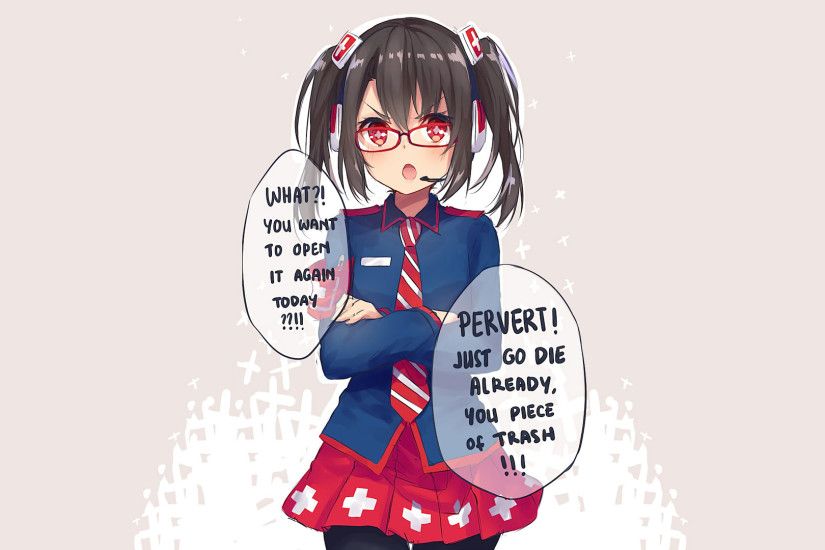 WHAT?!
YOU WANT
TO OPEN
IT AGAIN
TODAY
??!!
PERVERT!
JUST GO DIE
ALREADY,
YOU PIECE
OF TRASH
!!!